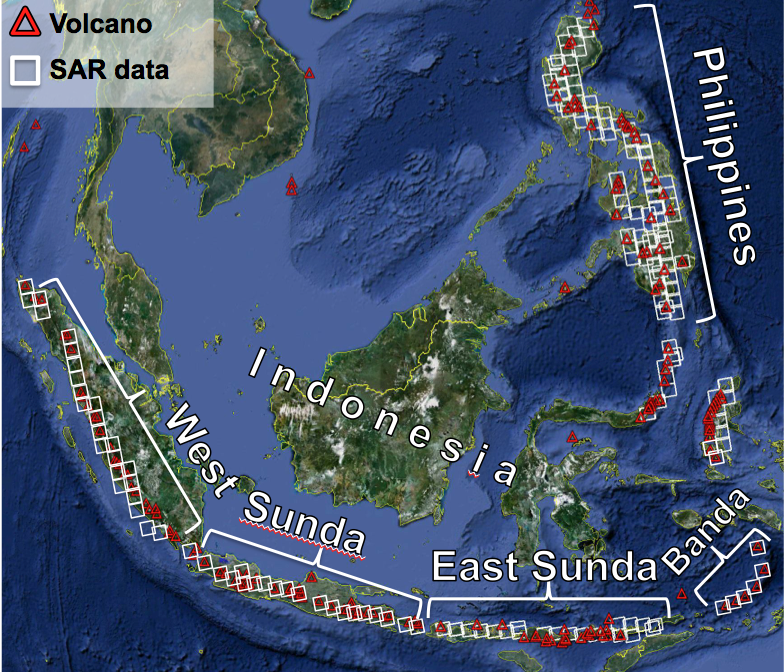 Volcano
SAR data
Philippines
Indonesia
West Sunda
East Sunda
Banda